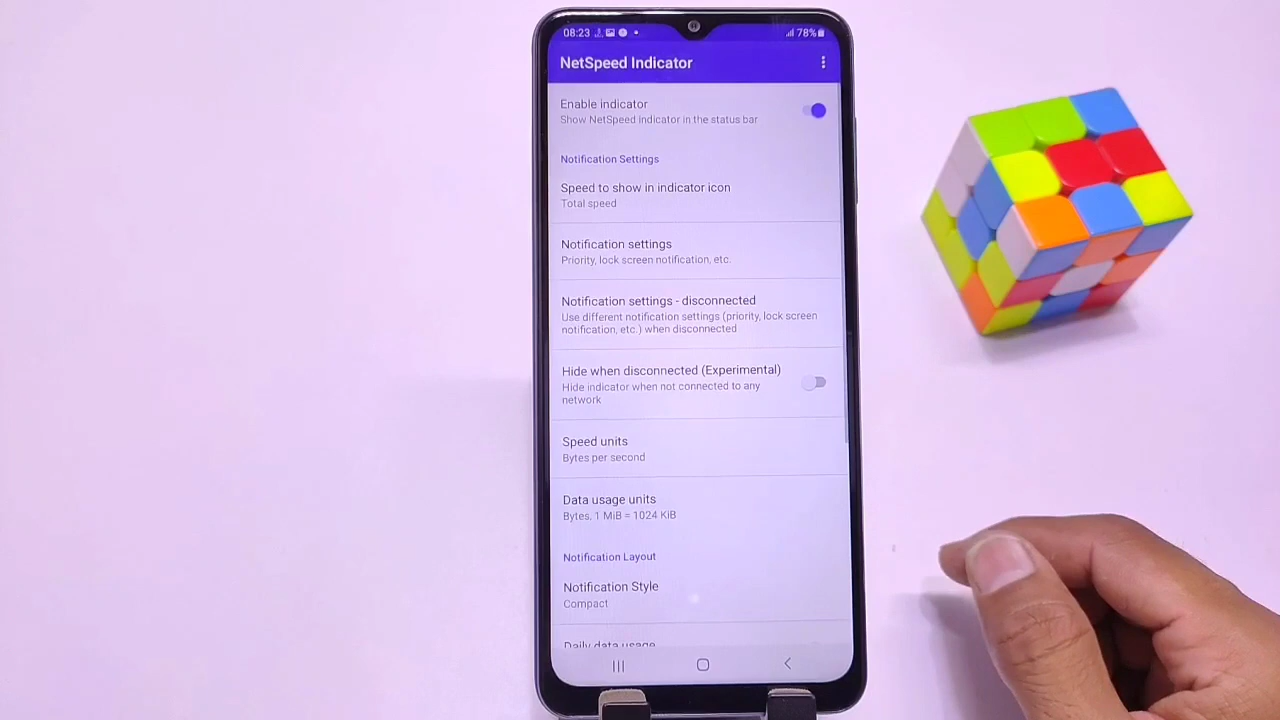 08:23 78%
NetSpeed Indicator
Enable indicator
Show NetSpeed indicator in the status bar
Notification Settings
Speed to show in indicator icon
Total speed
Notification settings
Priority, lock screen notification, etc.
Notification settings - disconnected
Use different notification settings (priority, lock screen
notification, etc.) when disconnected
Hide when disconnected (Experimental)
Hide indicator when not connected to any
network
Speed units
Bytes per second
Data usage units
Bytes, 1 MiB = 1024 KiB
Notification Layout
Notification Style
Compact
Daily data usage